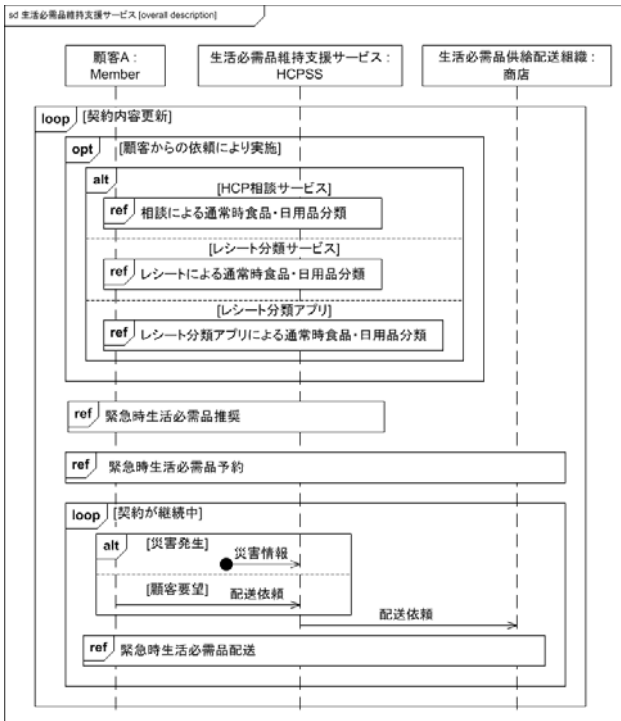 sd 生活必需品維持支援サービス [overall description]
顧客A :
Member
生活必需品維持支援サービス :
HCPSS
生活必需品供給配送組織 :
商店
loop [契約内容更新]
opt [顧客からの依頼により実施]
alt
[HCP相談サービス]
ref 相談による通常時食品・日用品分類
[レシート分類サービス]
ref レシートによる通常時食品・日用品分類
[レシート分類アプリ]
ref レシート分類アプリによる通常時食品・日用品分類
ref 緊急時生活必需品推奨
ref 緊急時生活必需品予約
loop [契約が継続中]
alt [災害発生]
災害情報
[顧客要望] 配送依頼
配送依頼
ref 緊急時生活必需品配送